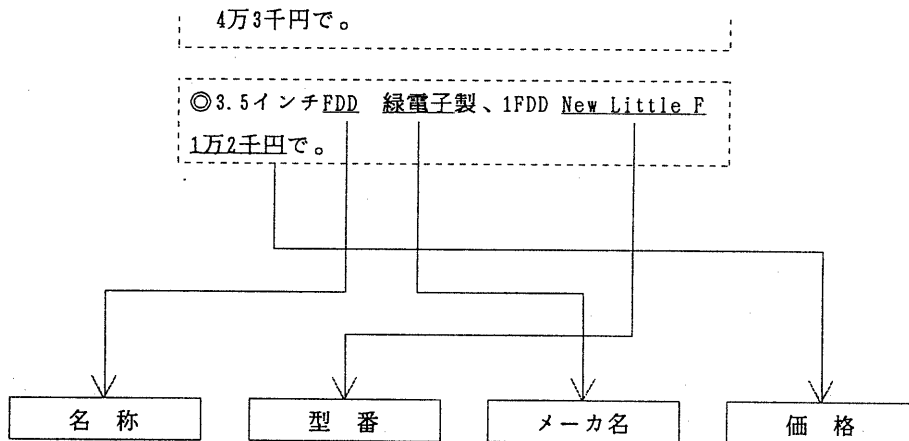 4万3千円で。
◎3.5インチFDD 緑電子製、1FDD New Little F
1万2千円で。
名称
型番
メーカ名
価格